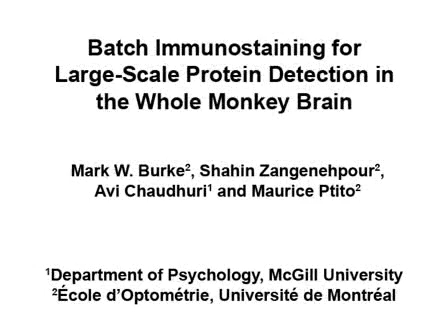 Batch Immunostaining for
Large-Scale Protein Detection in
the Whole Monkey Brain
Mark W. Burke², Shahin Zangenehpour²,
Avi Chaudhuri¹ and Maurice Ptito²
¹Department of Psychology, McGill University
²École d'Optométrie, Université de Montréal